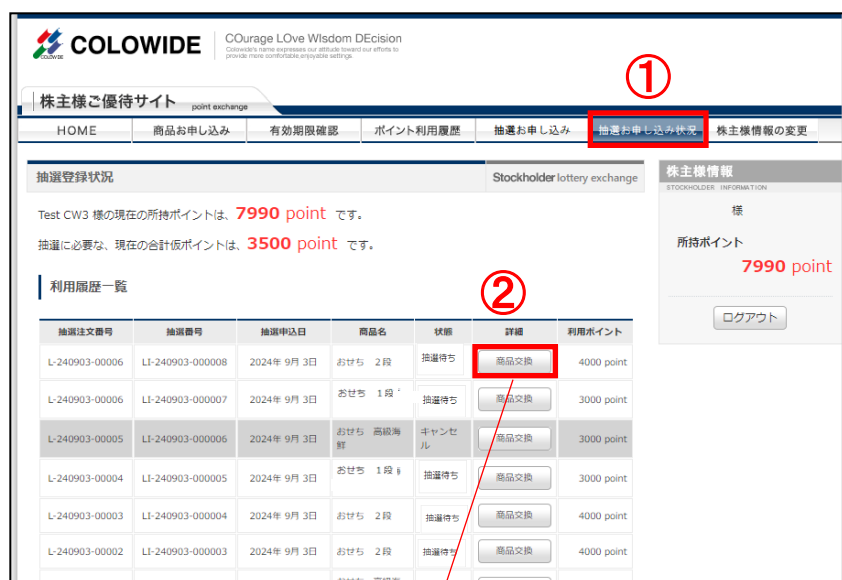 COLOWIDE
COLOWIDE
COurage LOve WIsdom DEcision
Colowide's name expresses our attitude toward our efforts to
provide more comfortable enjoyable settings.
①
株主様ご優待サイト point exchange
HOME 商品お申し込み 有効期限確認 ポイント利用履歴 抽選お申し込み 抽選お申し込み状況 株主様情報の変更
抽選登録状況 Stockholder lottery exchange
株主様情報
STOCKHOLDER INFORMATION
様
所持ポイント
7990 point
ログアウト
Test CW3 様の現在の所持ポイントは、7990 point です。
抽選に必要な、現在の合計仮ポイントは、3500 point です。
利用履歴一覧
②
抽選注文番号 抽選番号 抽選申込日 商品名 状態 詳細 利用ポイント
L-240903-00006 LI-240903-000008 2024年 9月 3日 おせち 2段 抽選待ち 商品交換 4000 point
L-240903-00006 LI-240903-000007 2024年 9月 3日 おせち 1段 抽選待ち 商品交換 3000 point
L-240903-00005 LI-240903-000006 2024年 9月 3日 おせち 高級海鮮 キャンセル 商品交換 3000 point
L-240903-00004 LI-240903-000005 2024年 9月 3日 おせち 1段 抽選待ち 商品交換 3000 point
L-240903-00003 LI-240903-000004 2024年 9月 3日 おせち 2段 抽選待ち 商品交換 4000 point
L-240903-00002 LI-240903-000003 2024年 9月 3日 おせち 2段 抽選待ち 商品交換 4000 point